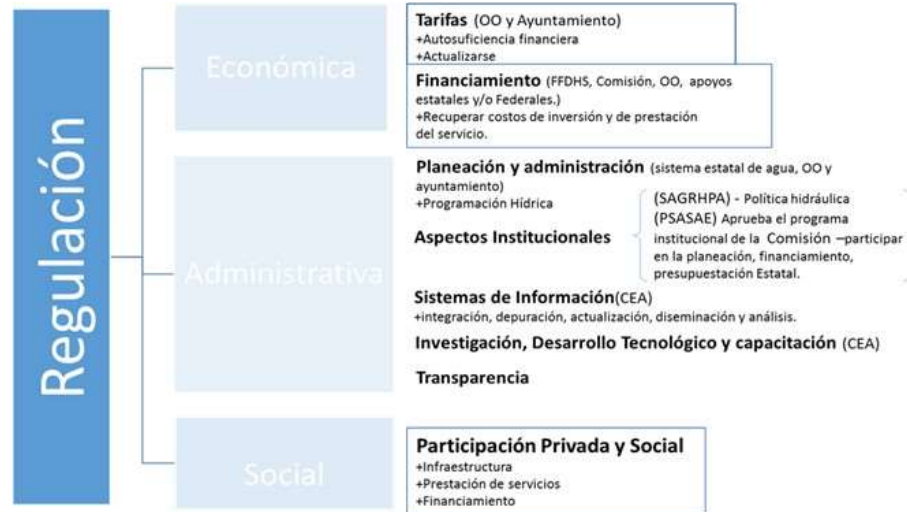 Regulación
Económica
Tarifas (OO y Ayuntamiento)
+Autosuficiencia financiera
+Actualizarse
Financiamiento (FFDHS, Comisión, OO, apoyos
estatales y/o Federales.)
+Recuperar costos de inversión y de prestación
del servicio.
Administrativa
Planeación y administración (sistema estatal de agua, OO y
ayuntamiento)
+Programación Hídrica
Aspectos Institucionales
(SAGRHPA) - Política hidráulica
(PSASAE) Aprueba el programa
institucional de la Comisión –participar
en la planeación, financiamiento,
presupuestación Estatal.
Sistemas de Información(CEA)
+integración, depuración, actualización, diseminación y análisis.
Investigación, Desarrollo Tecnológico y capacitación (CEA)
Transparencia
Social
Participación Privada y Social
+Infraestructura
+Prestación de servicios
+Financiamiento